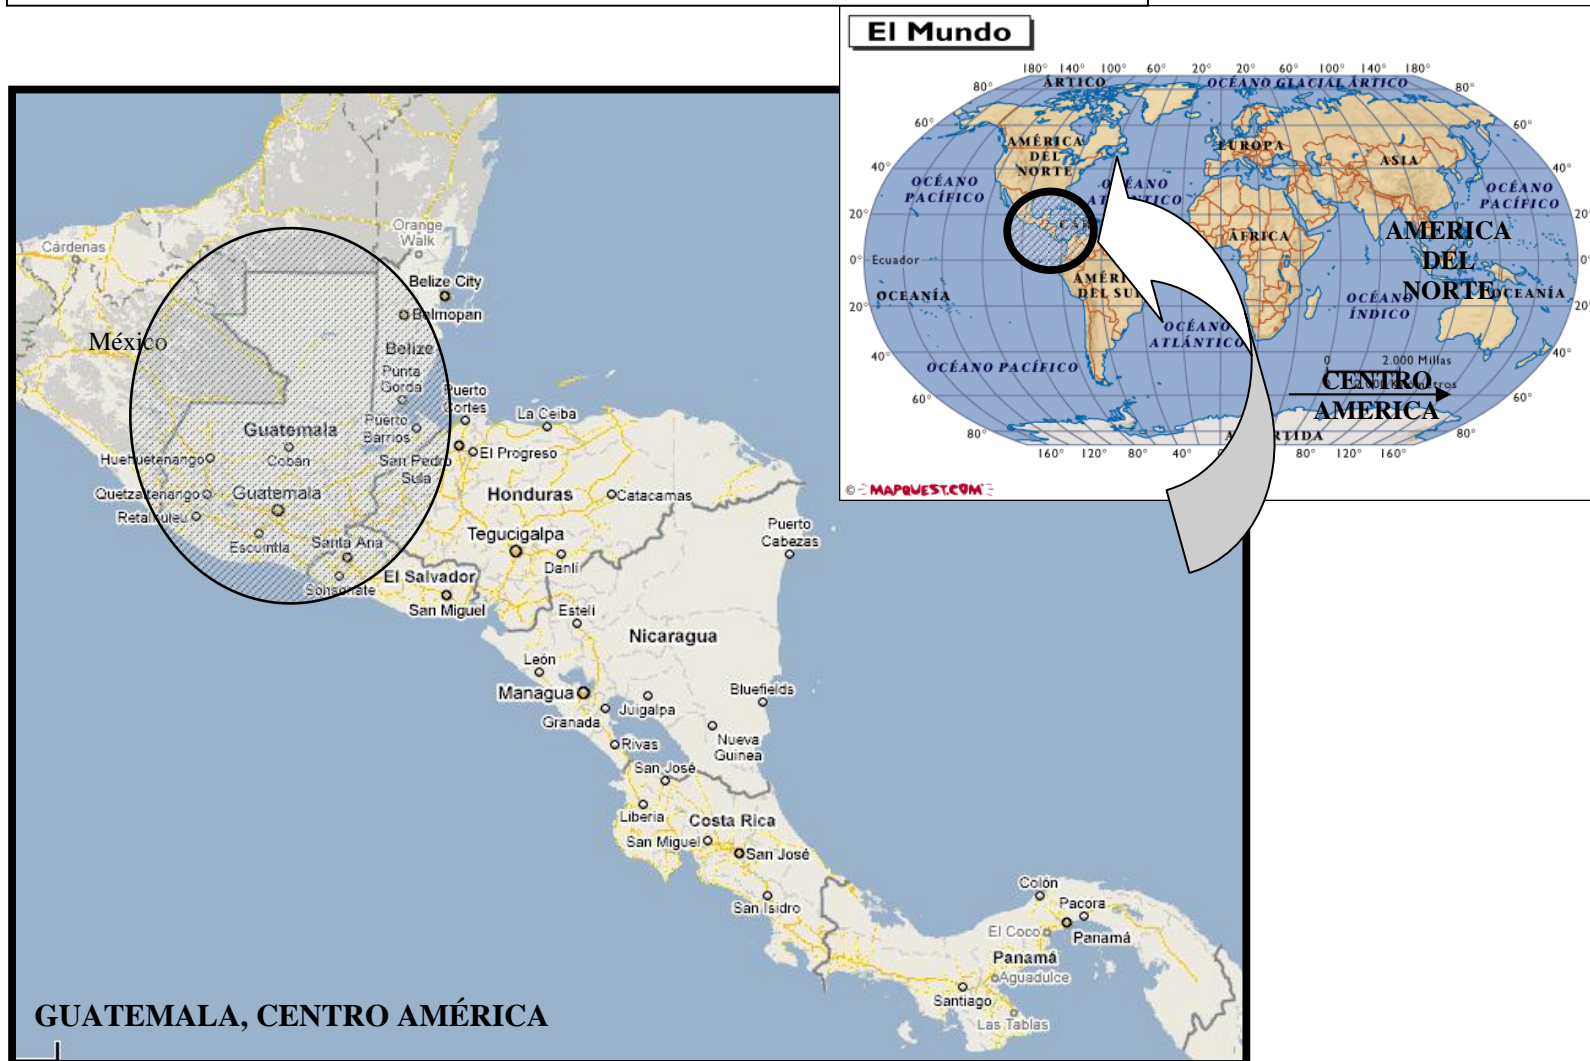 El Mundo
180° 140° 100° 60° 20° 20° 60° 100° 140° 180°
80° ÁRTICO OCÉANO GLACIAL ÁRTICO 80°
60° 60°
AMÉRICA
DEL
NORTE
EUROPA
ASIA
40° 40°
OCÉANO
PACÍFICO
OCÉANO
PACÍFICO
20° 20°
ÁFRICA
AMERICA
DEL
NORTE
0° Ecuador 0°
OCEANÍA
OCEANÍA
DEL
OCÉANO
ÍNDICO
20° 20°
OCÉANO
ATLÁNTICO
40° 40°
OCÉANO PACÍFICO
0 2.000 Millas
CENTRO
AMERICA
60° 60°
80° 80°
160° 120° 80° 40° 80° 120° 160°
© MAPQUEST.COM
Cárdenas
Orange
Walk
Belize City
Belmopan
México
Belize
Punta
Gorda
Puerto
Cortes
La Ceiba
Puerto
Barrios
Guatemala
Cobán
Huehuetenango
San Pedro
Sula
El Progreso
Quetzaltenango
Guatemala
Honduras
Catacamas
Retalhuleu
Escuintla
Santa Ana
Tegucigalpa
Puerto
Cabezas
Danlí
Sonsonate
El Salvador
San Miguel
Estelí
Nicaragua
León
Managua
Granada
Juigalpa
Bluefields
Rivas
Nueva
Guinea
San José
Liberia
Costa Rica
San Miguel
San José
San Isidro
Colón
Pacora
El Coco
Panamá
Panamá
Aguadulce
Santiago
Las Tablas
GUATEMALA, CENTRO AMÉRICA